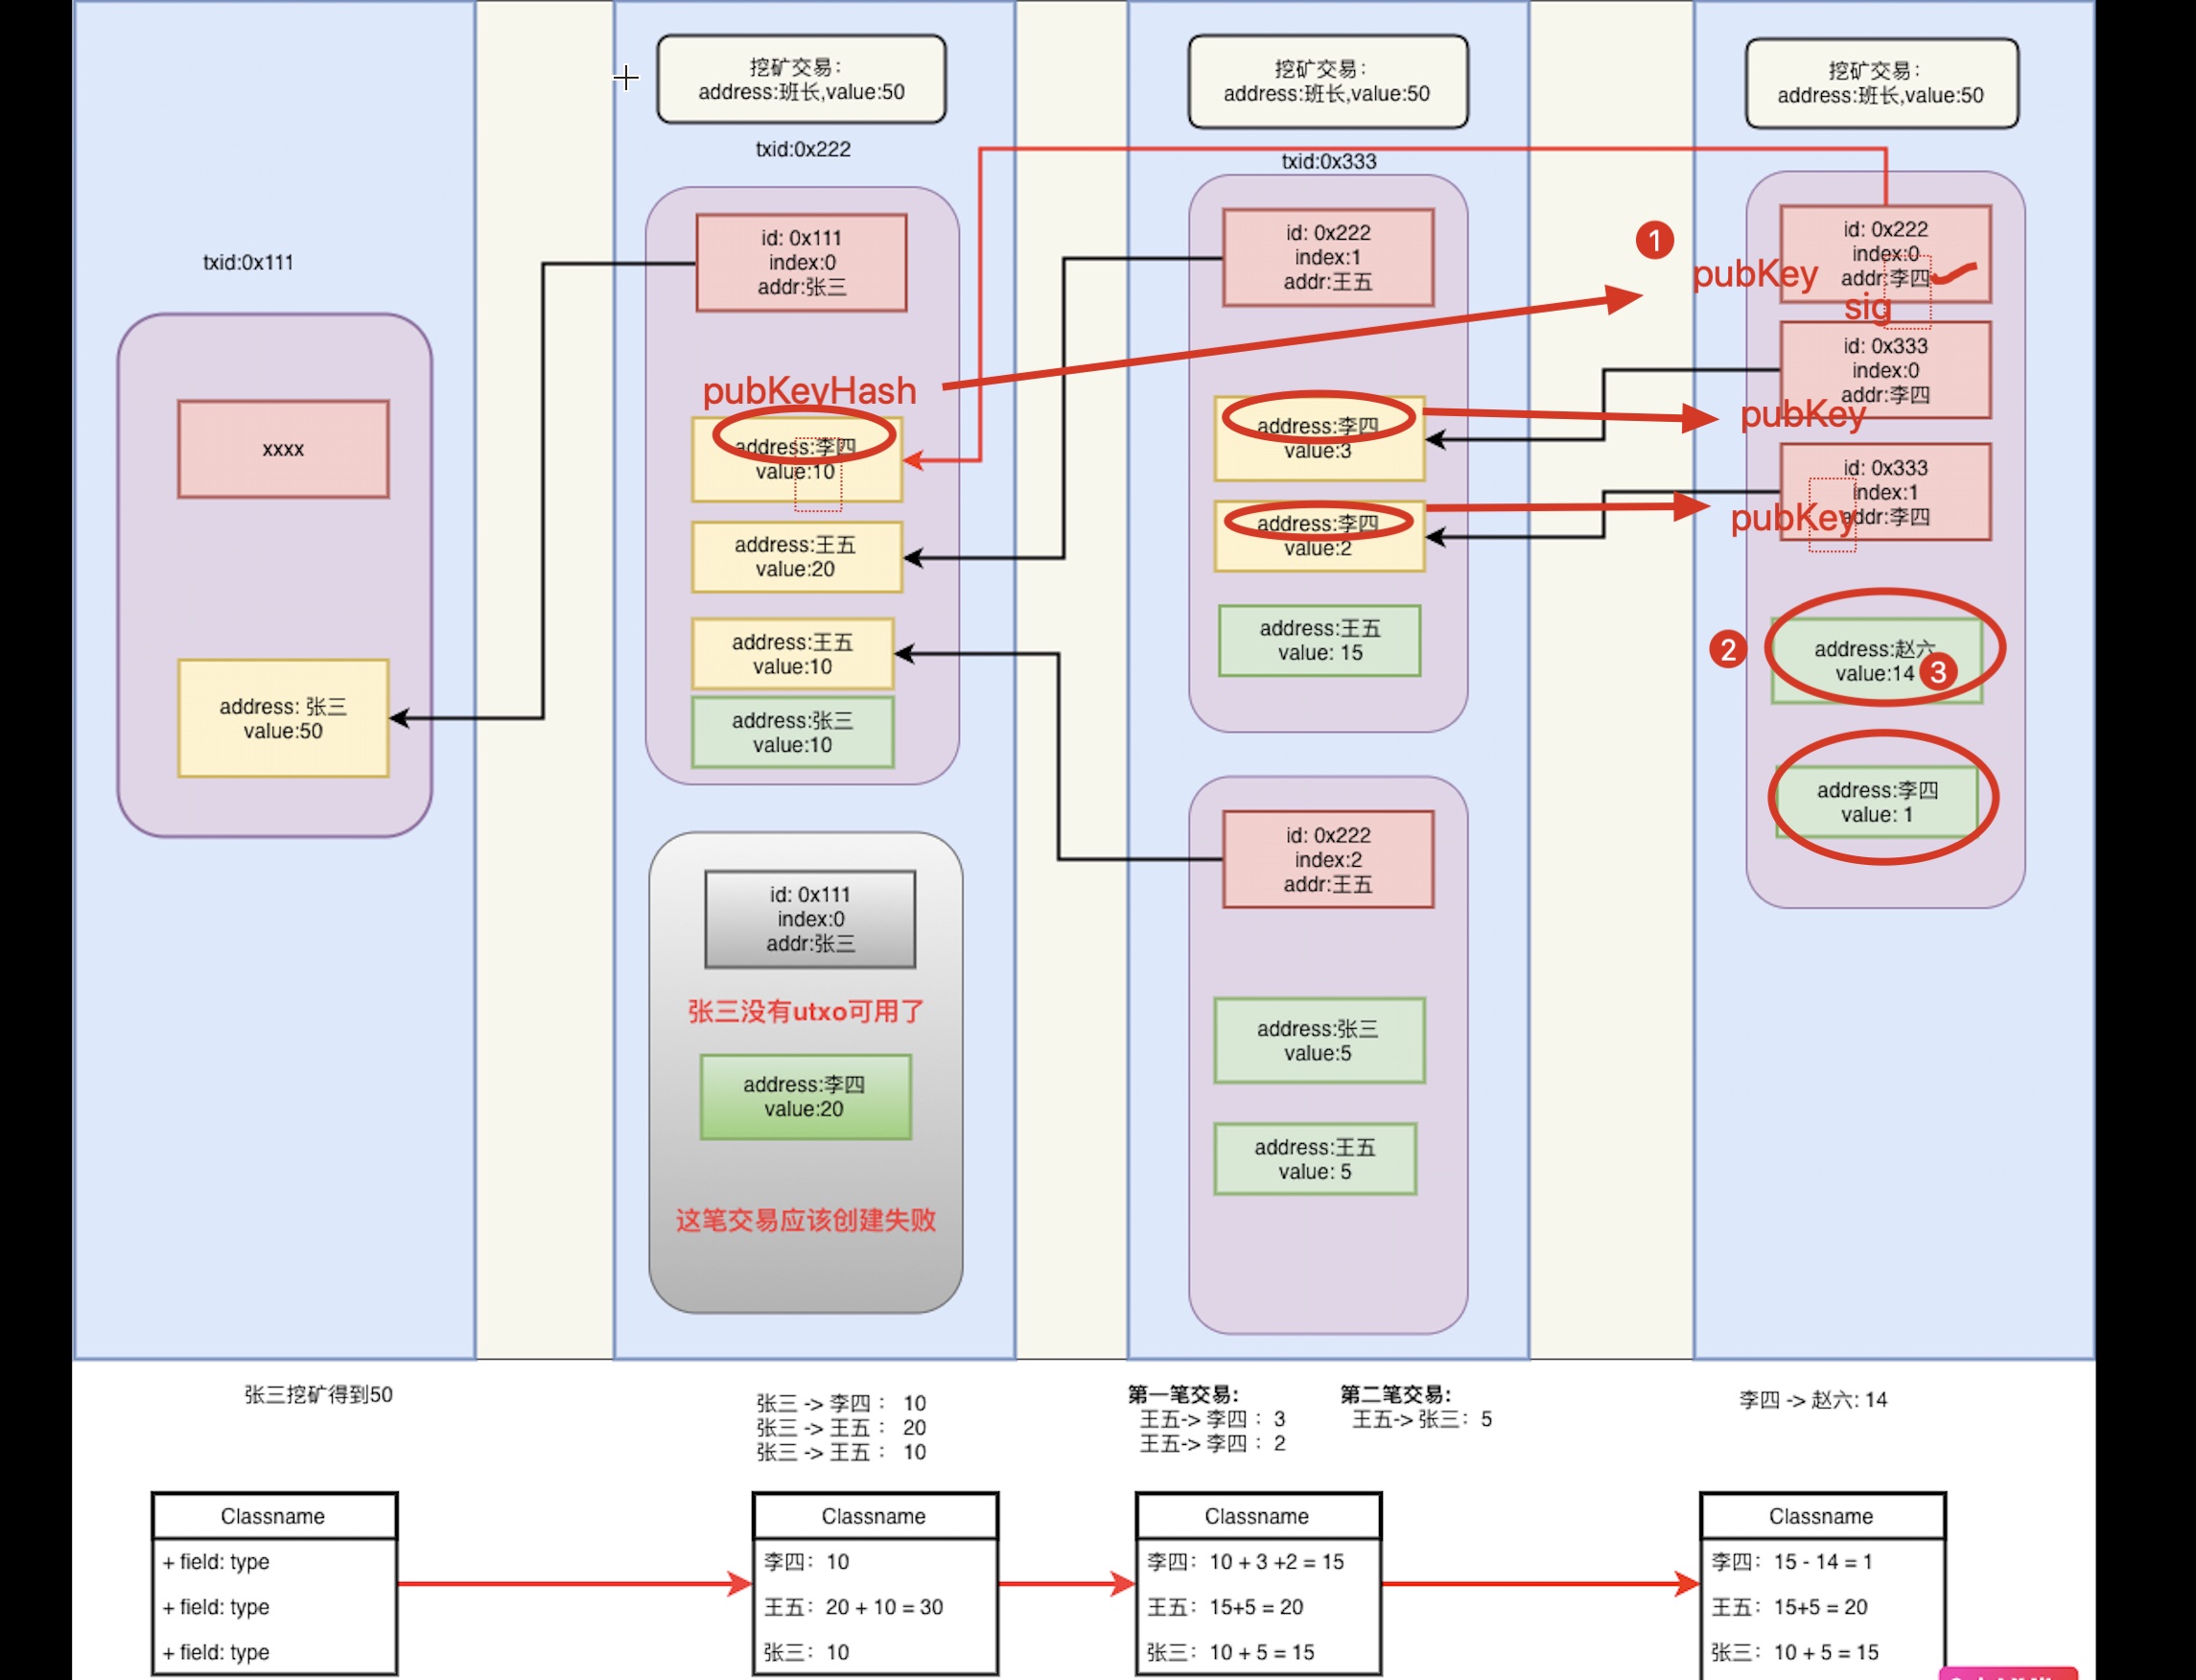 txid:0x111
xxxx
address: 张三
value:50
挖矿交易：
address:班长,value:50
txid:0x222
id: 0x111
index:0
addr:张三
pubKeyHash
address:李四
value:10
address:王五
value:20
address:王五
value:10
address:张三
value:10
id: 0x111
index:0
addr:张三
张三没有utxo可用了
address:李四
value:20
这笔交易应该创建失败
挖矿交易：
address:班长,value:50
txid:0x333
id: 0x222
index:1
addr:王五
address:李四
value:3
address:李四
value:2
address:王五
value: 15
id: 0x222
index:2
addr:王五
address:张三
value:5
address:王五
value: 5
挖矿交易：
address:班长,value:50
1
id: 0x222
index:0
pubKey
addr:李四
sig
id: 0x333
index:0
addr:李四
pubKey
id: 0x333
index:1
addr:李四
pubKey
2
address:赵六
value:14
3
address:李四
value: 1
张三挖矿得到50
张三 -> 李四： 10
张三 -> 王五： 20
张三 -> 王五： 10
第一笔交易:
王五-> 李四： 3
王五-> 李四： 2
第二笔交易:
王五-> 张三：5
李四 -> 赵六: 14
Classname
+ field: type
+ field: type
+ field: type
Classname
李四：10
王五：20 + 10 = 30
张三：10
Classname
李四：10 + 3 +2 = 15
王五：15+5 = 20
张三：10 + 5 = 15
Classname
李四：15 - 14 = 1
王五：15+5 = 20
张三：10 + 5 = 15